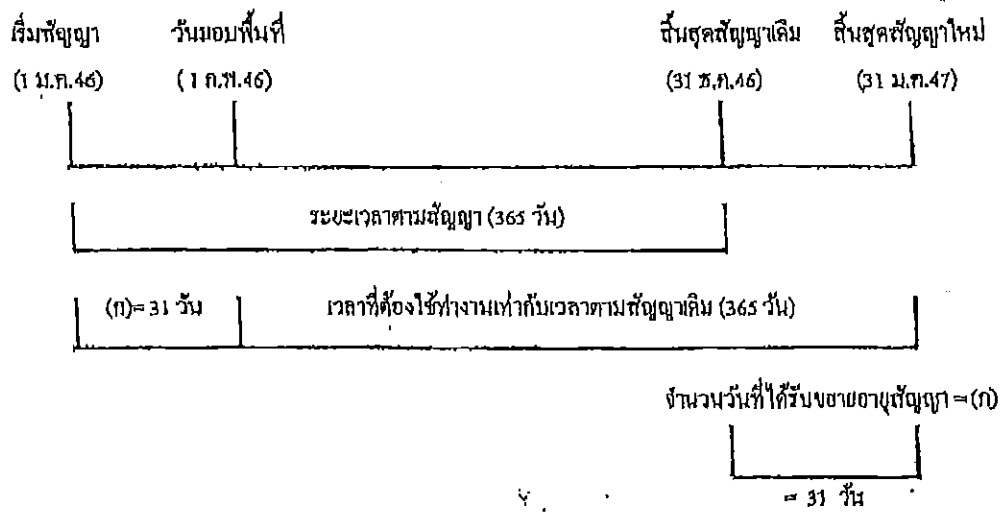 เริ่มสัญญา วันมอบพื้นที่ สิ้นสุดสัญญาเดิม สิ้นสุดสัญญาใหม่
(1 ม.ค.46) (1 ก.พ.46) (31 ธ.ค.46) (31 ม.ค.47)
ระยะเวลาตามสัญญา (365 วัน)
(ก)= 31 วัน เวลาที่ต้องใช้ทำงานเท่ากับเวลาตามสัญญาเดิม (365 วัน)
จำนวนวันที่ได้รับขยายอายุสัญญา = (ก)
= 31 วัน